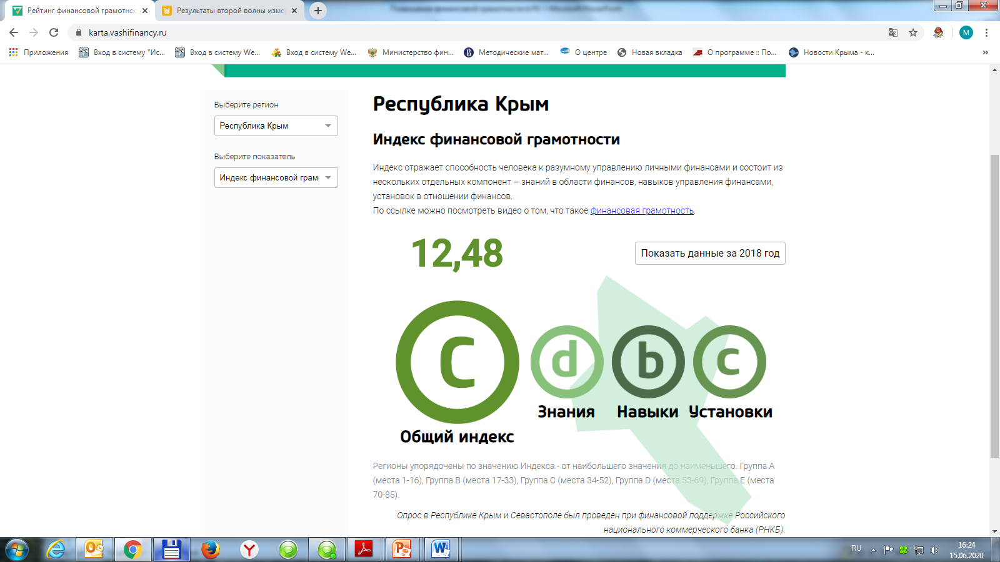 Рейтинг финансовой грамотнос
Результаты второй волны изме
karta.vashifinancy.ru
M
Приложения
Вход в систему "Ис...
Вход в систему We...
Вход в систему We...
Министерство фин...
Методические мат...
О центре
Новая вкладка
О программе :: По...
Новости Крыма - к...
»
Выберите регион
Республика Крым
Выберите показатель
Индекс финансовой грам
Республика Крым
Индекс финансовой грамотности
Индекс отражает способность человека к разумному управлению личными финансами и состоит из
нескольких отдельных компонент – знаний в области финансов, навыков управления финансами,
установок в отношении финансов.
По ссылке можно посмотреть видео о том, что такое финансовая грамотность.
12,48
Показать данные за 2018 год
C
d
b
c
Общий индекс
Знания
Навыки
Установки
Регионы упорядочены по значению Индекса - от наибольшего значения до наименьшего. Группа A
(места 1-16), Группа B (места 17-33), Группа C (места 34-52), Группа D (места 53-69), Группа E (места
70-85).
Опрос в Республике Крым и Севастополе был проведен при финансовой поддержке Российского
национального коммерческого банка (РНКБ).
RU
16:24
15.06.2020